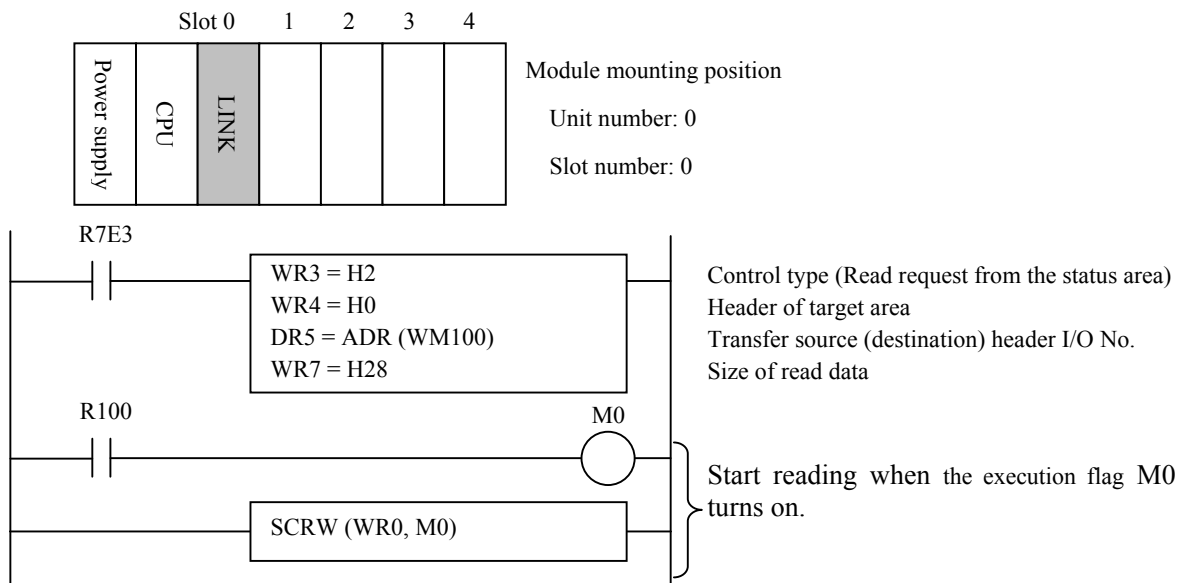 Slot 0 1 2 3 4
Power supply
CPU
LINK
Module mounting position
Unit number: 0
Slot number: 0
R7E3
WR3 = H2
WR4 = H0
DR5 = ADR (WM100)
WR7 = H28
Control type (Read request from the status area)
Header of target area
Transfer source (destination) header I/O No.
Size of read data
R100
M0
SCRW (WR0, M0)
Start reading when the execution flag M0
turns on.